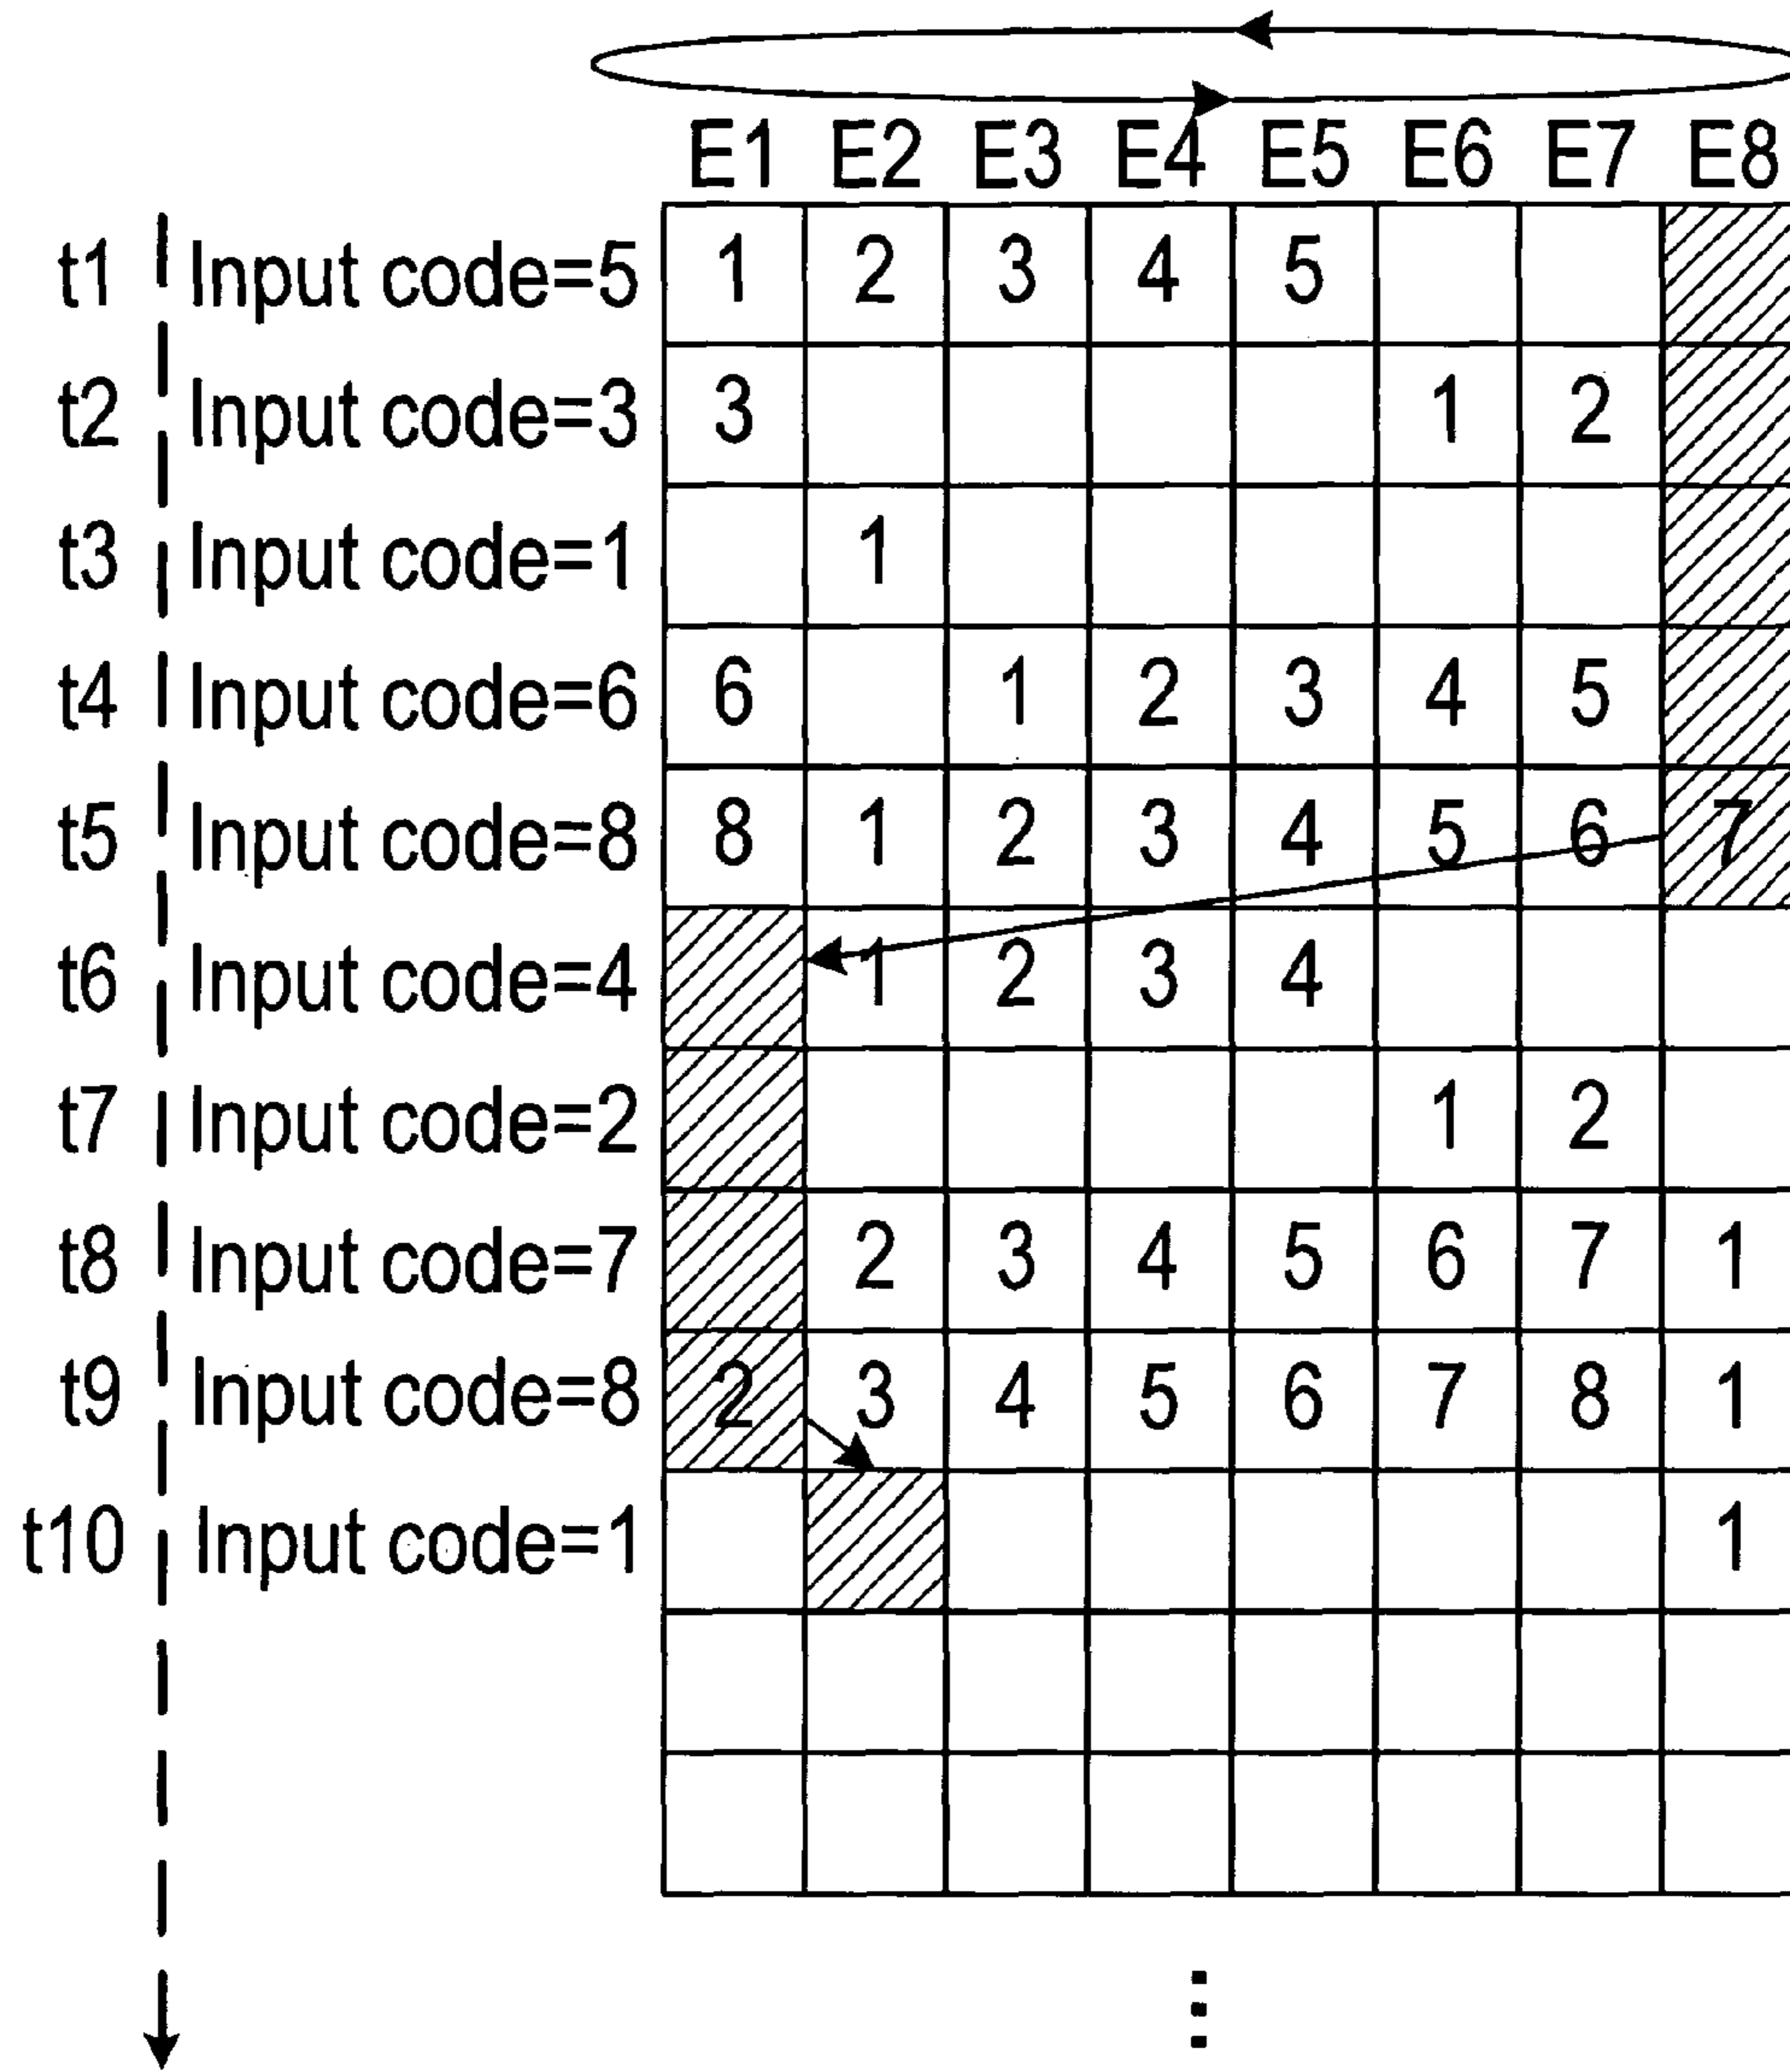 E1 E2 E3 E4 E5 E6 E7 E8
t1 Input code=5 1 2 3 4 5
t2 Input code=3 3 1 2
t3 Input code=1 1
t4 Input code=6 6 1 2 3 4 5
t5 Input code=8 8 1 2 3 4 5 6 7
t6 Input code=4 1 2 3 4
t7 Input code=2 1 2
t8 Input code=7 2 3 4 5 6 7 1
t9 Input code=8 2 3 4 5 6 7 8 1
t10 Input code=1 1